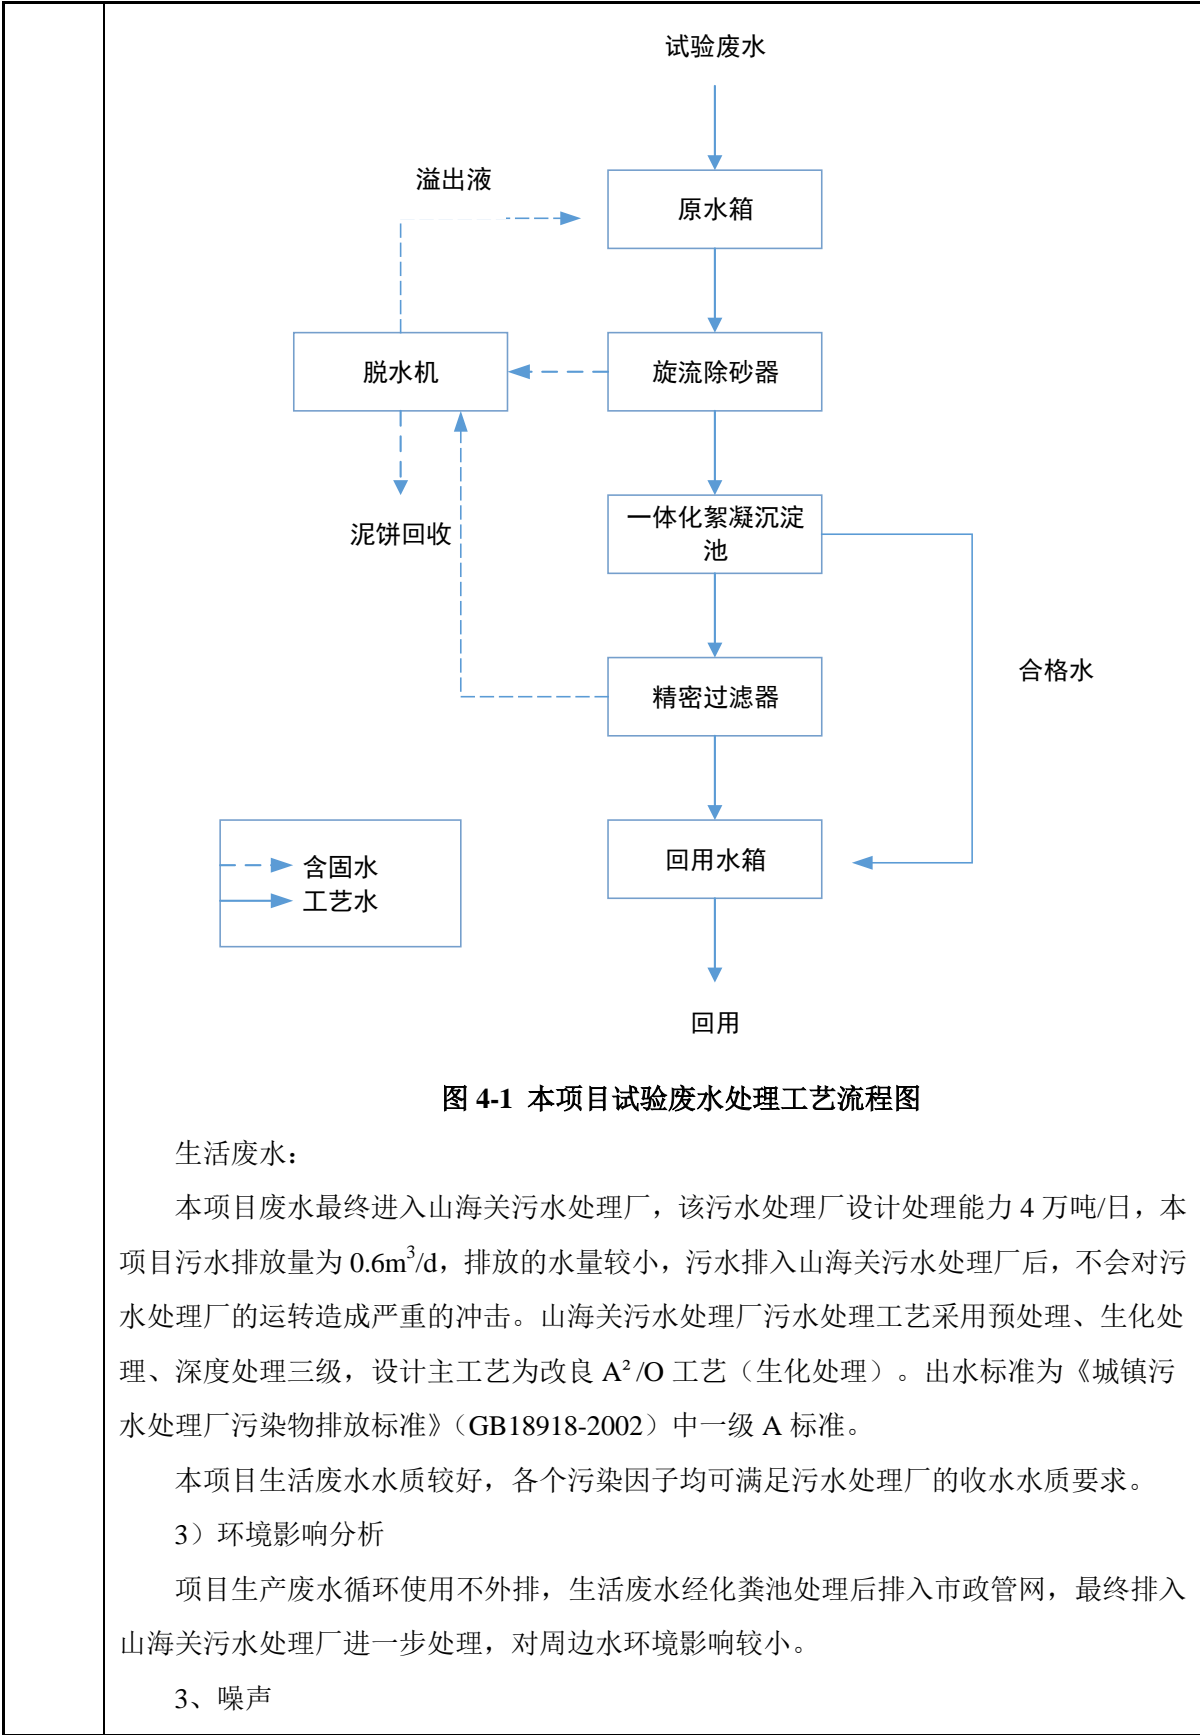 试验废水
溢出液
原水箱
脱水机
旋流除砂器
泥饼回收
一体化絮凝沉淀
池
合格水
精密过滤器
回用水箱
含固水
工艺水
回用
图 4-1 本项目试验废水处理工艺流程图
生活废水：
本项目废水最终进入山海关污水处理厂，该污水处理厂设计处理能力 4 万吨/日，本
项目污水排放量为 0.6m³/d，排放的水量较小，污水排入山海关污水处理厂后，不会对污
水处理厂的运转造成严重的冲击。山海关污水处理厂污水处理工艺采用预处理、生化处
理、深度处理三级，设计主工艺为改良 A²/O 工艺（生化处理）。出水标准为《城镇污
水处理厂污染物排放标准》（GB18918-2002）中一级 A 标准。
本项目生活废水水质较好，各个污染因子均可满足污水处理厂的收水水质要求。
3）环境影响分析
项目生产废水循环使用不外排，生活废水经化粪池处理后排入市政管网，最终排入
山海关污水处理厂进一步处理，对周边水环境影响较小。
3、噪声